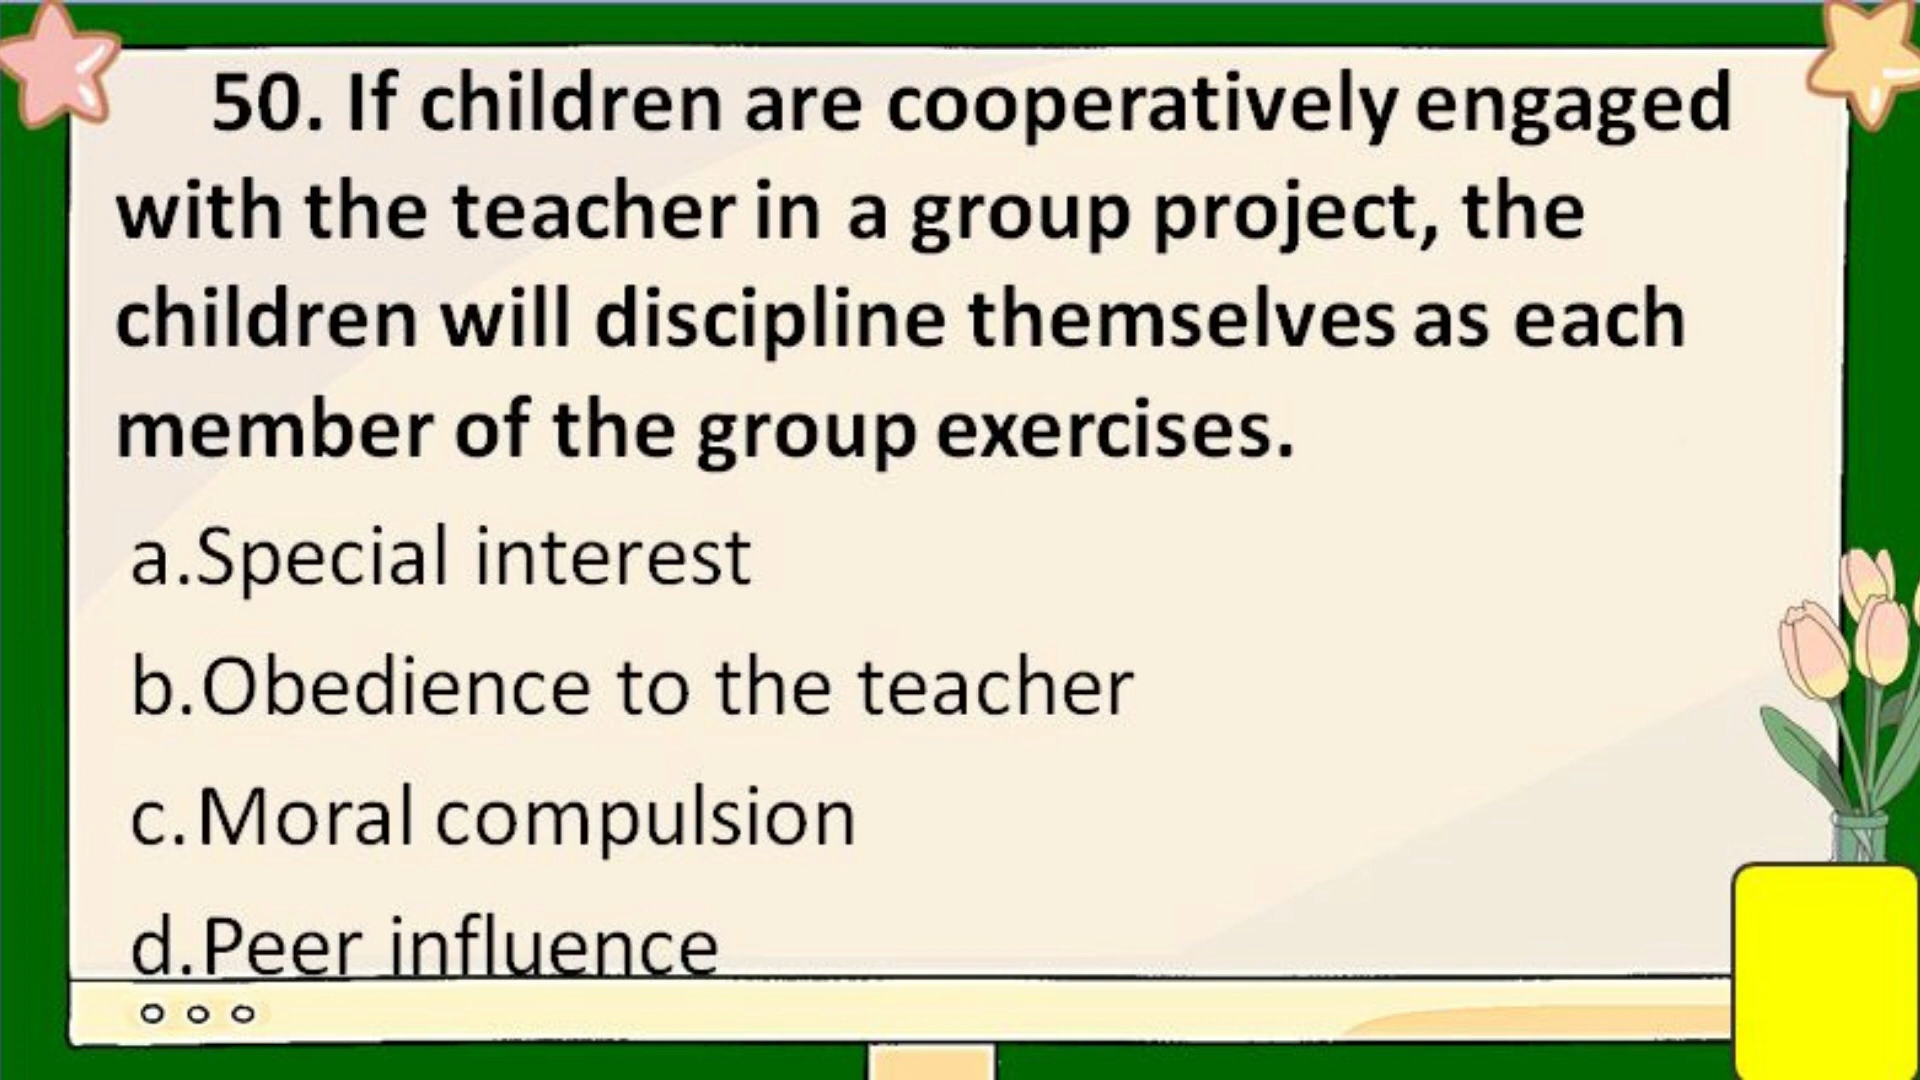 50. If children are cooperatively engaged
with the teacher in a group project, the
children will discipline themselves as each
member of the group exercises.
a.Special interest
b.Obedience to the teacher
c.Moral compulsion
d.Peer influence